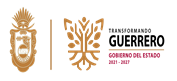 TRANSFORMANDO
GUERRERO
GOBIERNO DEL ESTADO
2021 - 2027